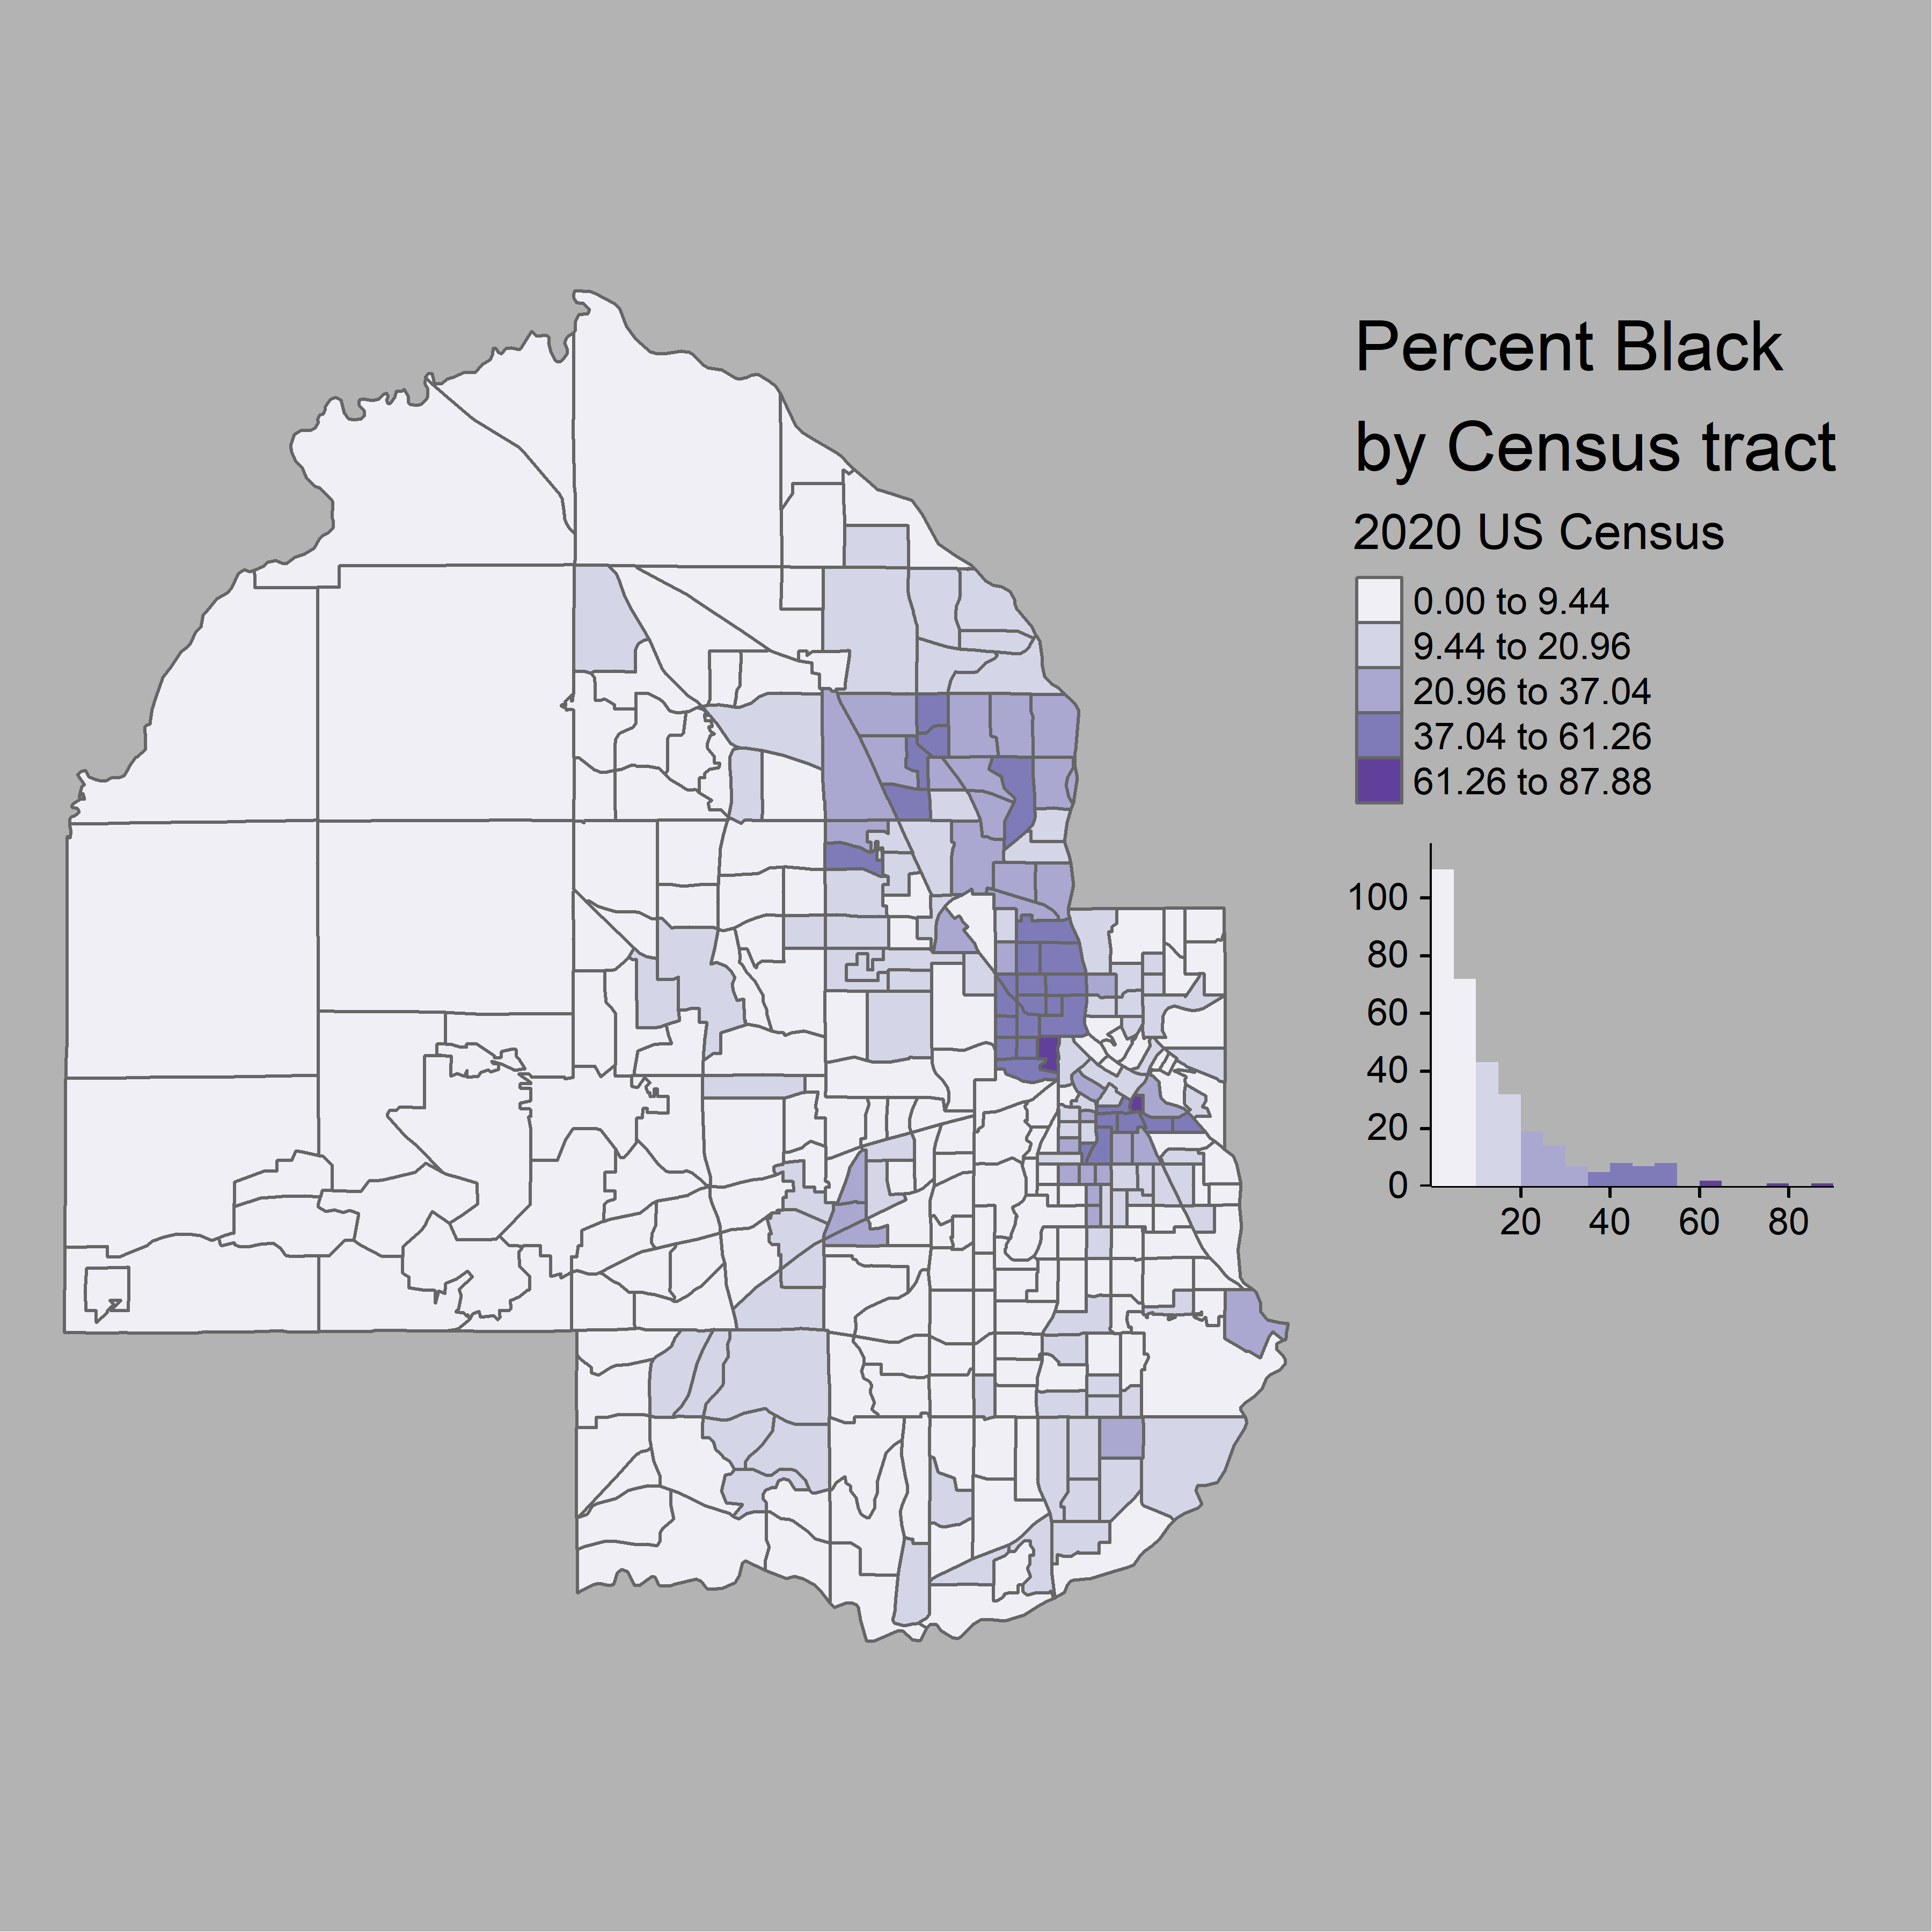 Percent Black
by Census tract
2020 US Census
0.00 to 9.44
9.44 to 20.96
20.96 to 37.04
37.04 to 61.26
61.26 to 87.88
100
80
60
40
20
0
20 40 60 80